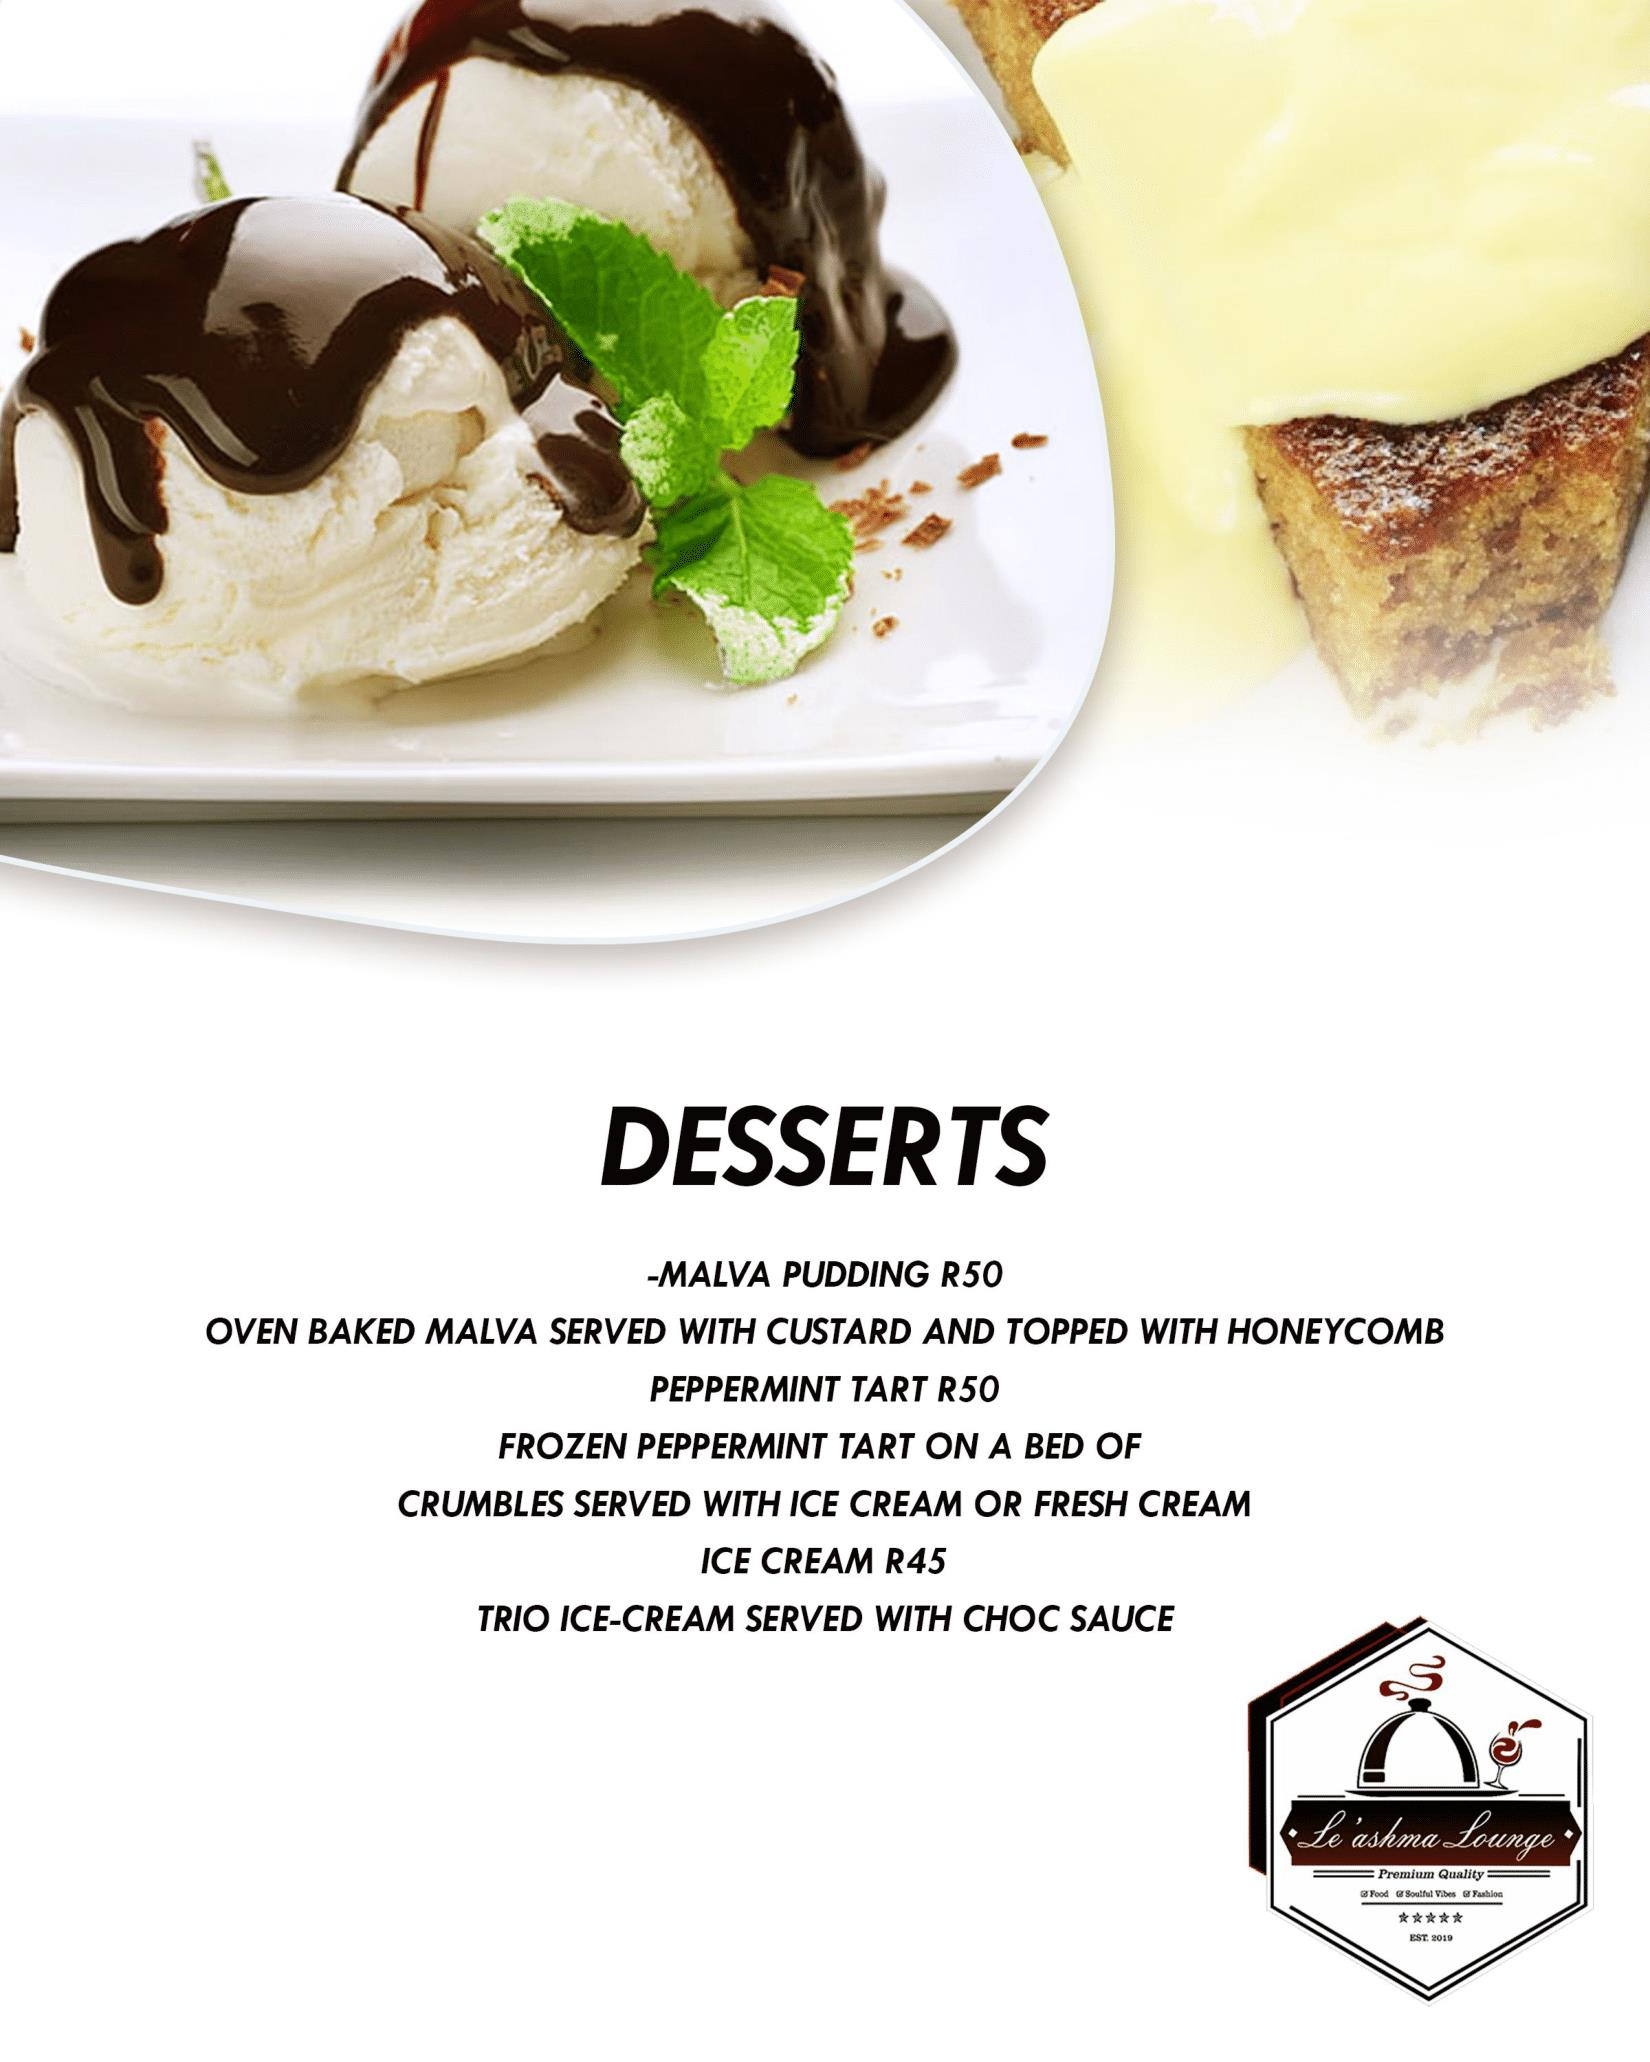 DESSERTS
-MALVA PUDDING R50
OVEN BAKED MALVA SERVED WITH CUSTARD AND TOPPED WITH HONEYCOMB
PEPPERMINT TART R50
FROZEN PEPPERMINT TART ON A BED OF
CRUMBLES SERVED WITH ICE CREAM OR FRESH CREAM
ICE CREAM R45
TRIO ICE-CREAM SERVED WITH CHOC SAUCE
Le'ashma Lounge
Premium Quality
Food Soulful Vibes Fashion
EST. 2019